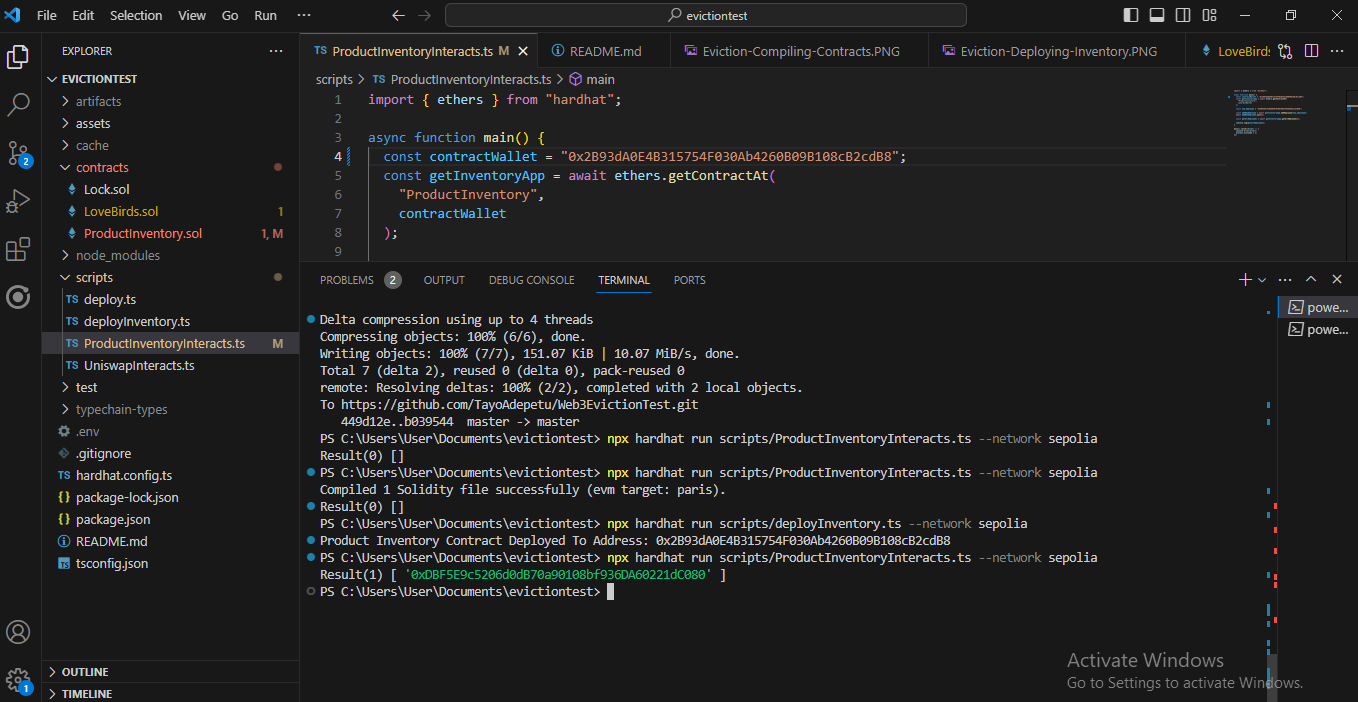 File Edit Selection View Go Run ··· evictiontest
EXPLORER ···
EVICTIONTEST
artifacts
assets
cache
contracts
Lock.sol
LoveBirds.sol 1
ProductInventory.sol 1, M
node_modules
scripts
deploy.ts
deployInventory.ts
ProductInventoryInteracts.ts M
UniswapInteracts.ts
test
typechain-types
.env
.gitignore
hardhat.config.ts
package-lock.json
package.json
README.md
tsconfig.json
OUTLINE
TIMELINE
2
1
TS ProductInventoryInteracts.ts M README.md Eviction-Compiling-Contracts.PNG Eviction-Deploying-Inventory.PNG LoveBirds
scripts > TS ProductInventoryInteracts.ts > main
1 import { ethers } from "hardhat";
2
3 async function main() {
4 const contractWallet = "0x2B93dA0E4B315754F030Ab4260B09B108cB2cdB8";
5 const getInventoryApp = await ethers.getContractAt(
6 "ProductInventory",
7 contractWallet
8 );
9
PROBLEMS 2 OUTPUT DEBUG CONSOLE TERMINAL PORTS
powe...
powe...
Delta compression using up to 4 threads
Compressing objects: 100% (6/6), done.
Writing objects: 100% (7/7), 151.07 KiB | 10.07 MiB/s, done.
Total 7 (delta 2), reused 0 (delta 0), pack-reused 0
remote: Resolving deltas: 100% (2/2), completed with 2 local objects.
To https://github.com/TayoAdepetu/Web3EvictionTest.git
449d12e..b039544 master -> master
PS C:\Users\User\Documents\evictiontest> npx hardhat run scripts/ProductInventoryInteracts.ts --network sepolia
Result(0) []
PS C:\Users\User\Documents\evictiontest> npx hardhat run scripts/ProductInventoryInteracts.ts --network sepolia
Compiled 1 Solidity file successfully (evm target: paris).
Result(0) []
PS C:\Users\User\Documents\evictiontest> npx hardhat run scripts/deployInventory.ts --network sepolia
Product Inventory Contract Deployed To Address: 0x2B93dA0E4B315754F030Ab4260B09B108cB2cdB8
PS C:\Users\User\Documents\evictiontest> npx hardhat run scripts/ProductInventoryInteracts.ts --network sepolia
Result(1) [ '0xDBF5E9c5206d0dB70a90108bf936DA60221dC080' ]
PS C:\Users\User\Documents\evictiontest>
Activate Windows
Go to Settings to activate Windows.